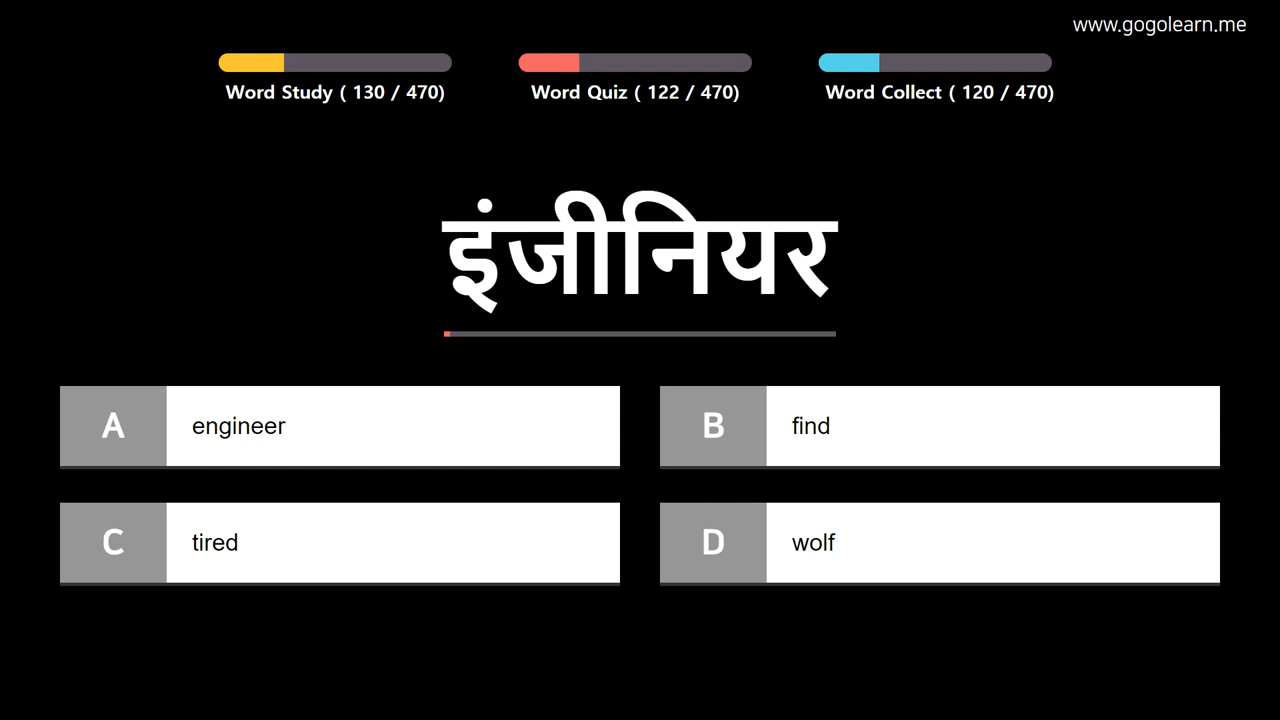 www.gogolearn.me
Word Study ( 130 / 470)
Word Quiz ( 122 / 470)
Word Collect ( 120 / 470)
इंजीनियर
A engineer
B find
C tired
D wolf